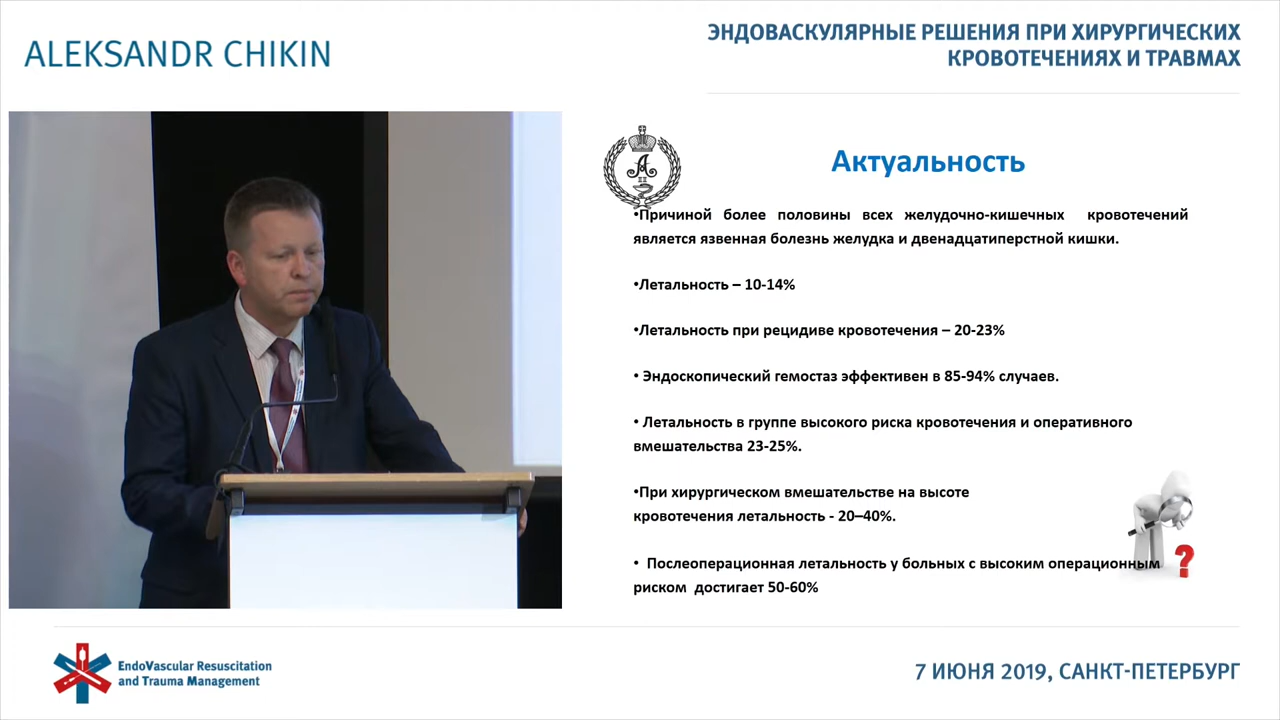 ALEKSANDR CHIKIN
ЭНДОВАСКУЛЯРНЫЕ РЕШЕНИЯ ПРИ ХИРУРГИЧЕСКИХ
КРОВОТЕЧЕНИЯХ И ТРАВМАХ
А
II
Актуальность
•Причиной более половины всех желудочно-кишечных кровотечений
является язвенная болезнь желудка и двенадцатиперстной кишки.
•Летальность – 10-14%
•Летальность при рецидиве кровотечения – 20-23%
• Эндоскопический гемостаз эффективен в 85-94% случаев.
• Летальность в группе высокого риска кровотечения и оперативного
вмешательства 23-25%.
•При хирургическом вмешательстве на высоте
кровотечения летальность - 20–40%.
• Послеоперационная летальность у больных с высоким операционным
риском достигает 50-60%
?
EndoVascular Resuscitation
and Trauma Management
7 ИЮНЯ 2019, САНКТ-ПЕТЕРБУРГ